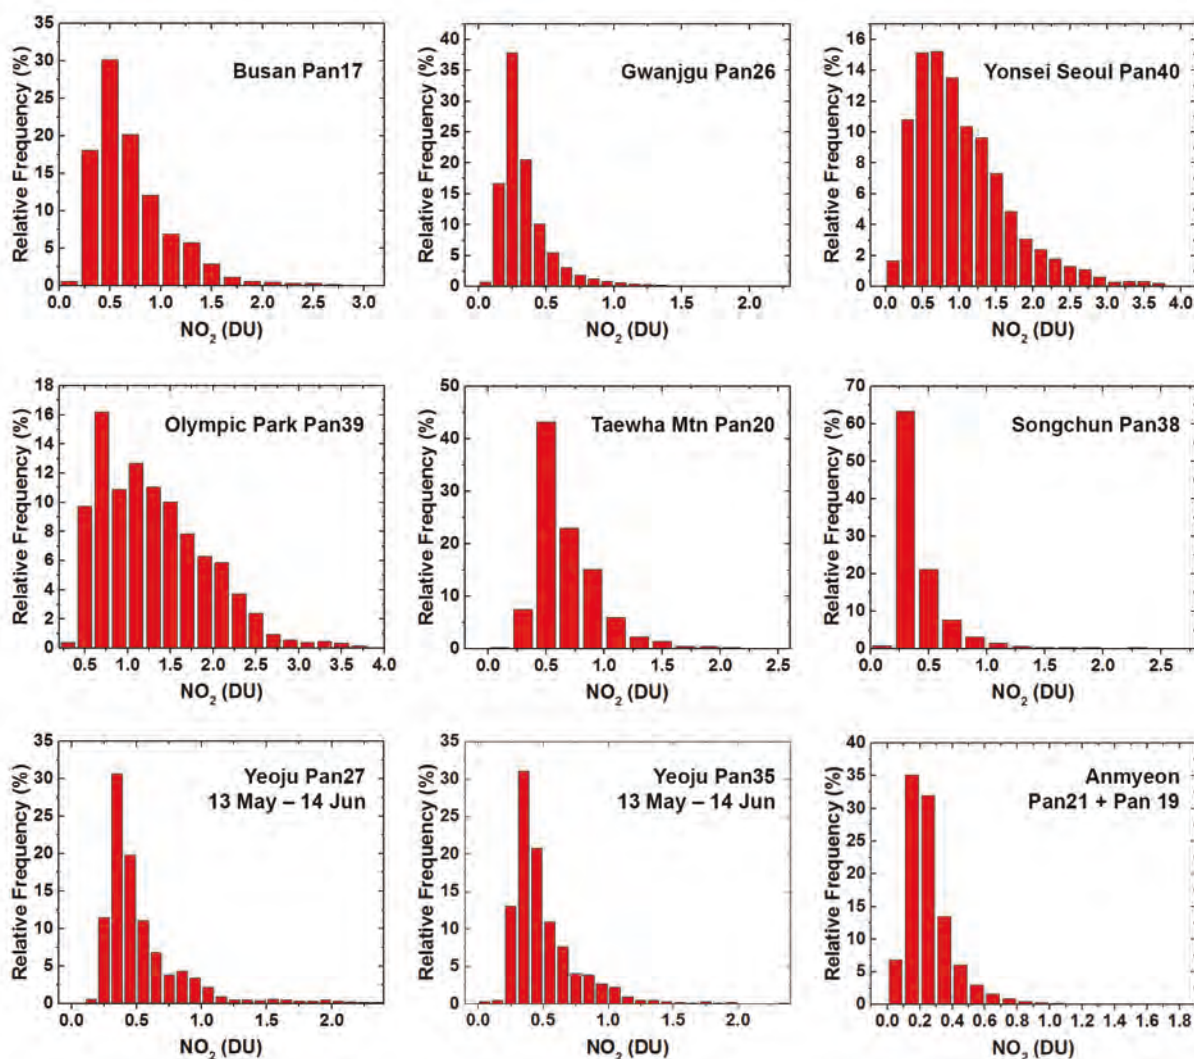 35
30
25
20
15
10
5
0
Relative Frequency (%)
Busan Pan17
0.0 0.5 1.0 1.5 2.0 2.5 3.0
NO₂ (DU)
40
35
30
25
20
15
10
5
0
Relative Frequency (%)
Gwanjgu Pan26
0.0 0.5 1.0 1.5 2.0
NO₂ (DU)
16
14
12
10
8
6
4
2
0
Relative Frequency (%)
Yonsei Seoul Pan40
0.0 0.5 1.0 1.5 2.0 2.5 3.0 3.5 4.0
NO₂ (DU)
18
16
14
12
10
8
6
4
2
0
Relative Frequency (%)
Olympic Park Pan39
0.5 1.0 1.5 2.0 2.5 3.0 3.5 4.0
NO₂ (DU)
50
40
30
20
10
0
Relative Frequency (%)
Taewha Mtn Pan20
0.0 0.5 1.0 1.5 2.0 2.5
NO₂ (DU)
70
60
50
40
30
20
10
0
Relative Frequency (%)
Songchun Pan38
0.0 0.5 1.0 1.5 2.0 2.5
NO₂ (DU)
35
30
25
20
15
10
5
0
Relative Frequency (%)
Yeoju Pan27
13 May – 14 Jun
0.0 0.5 1.0 1.5 2.0
NO₂ (DU)
35
30
25
20
15
10
5
0
Relative Frequency (%)
Yeoju Pan35
13 May – 14 Jun
0.0 0.5 1.0 1.5 2.0
NO₂ (DU)
40
35
30
25
20
15
10
5
0
Relative Frequency (%)
Anmyeon
Pan21 + Pan 19
0.0 0.2 0.4 0.6 0.8 1.0 1.2 1.4 1.6 1.8
NO₂ (DU)